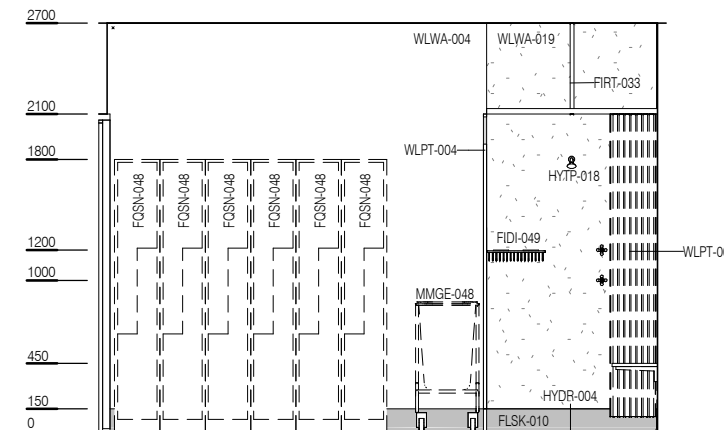 2700
WLWA-004
WLWA-019
FIRT-033
2100
WLPT-004
1800
HYTP-018
FQSN-048
FQSN-048
FQSN-048
FQSN-048
FQSN-048
FQSN-048
1200
FIDI-049
1000
MMGE-048
450
HYDR-004
150
FLSK-010
0